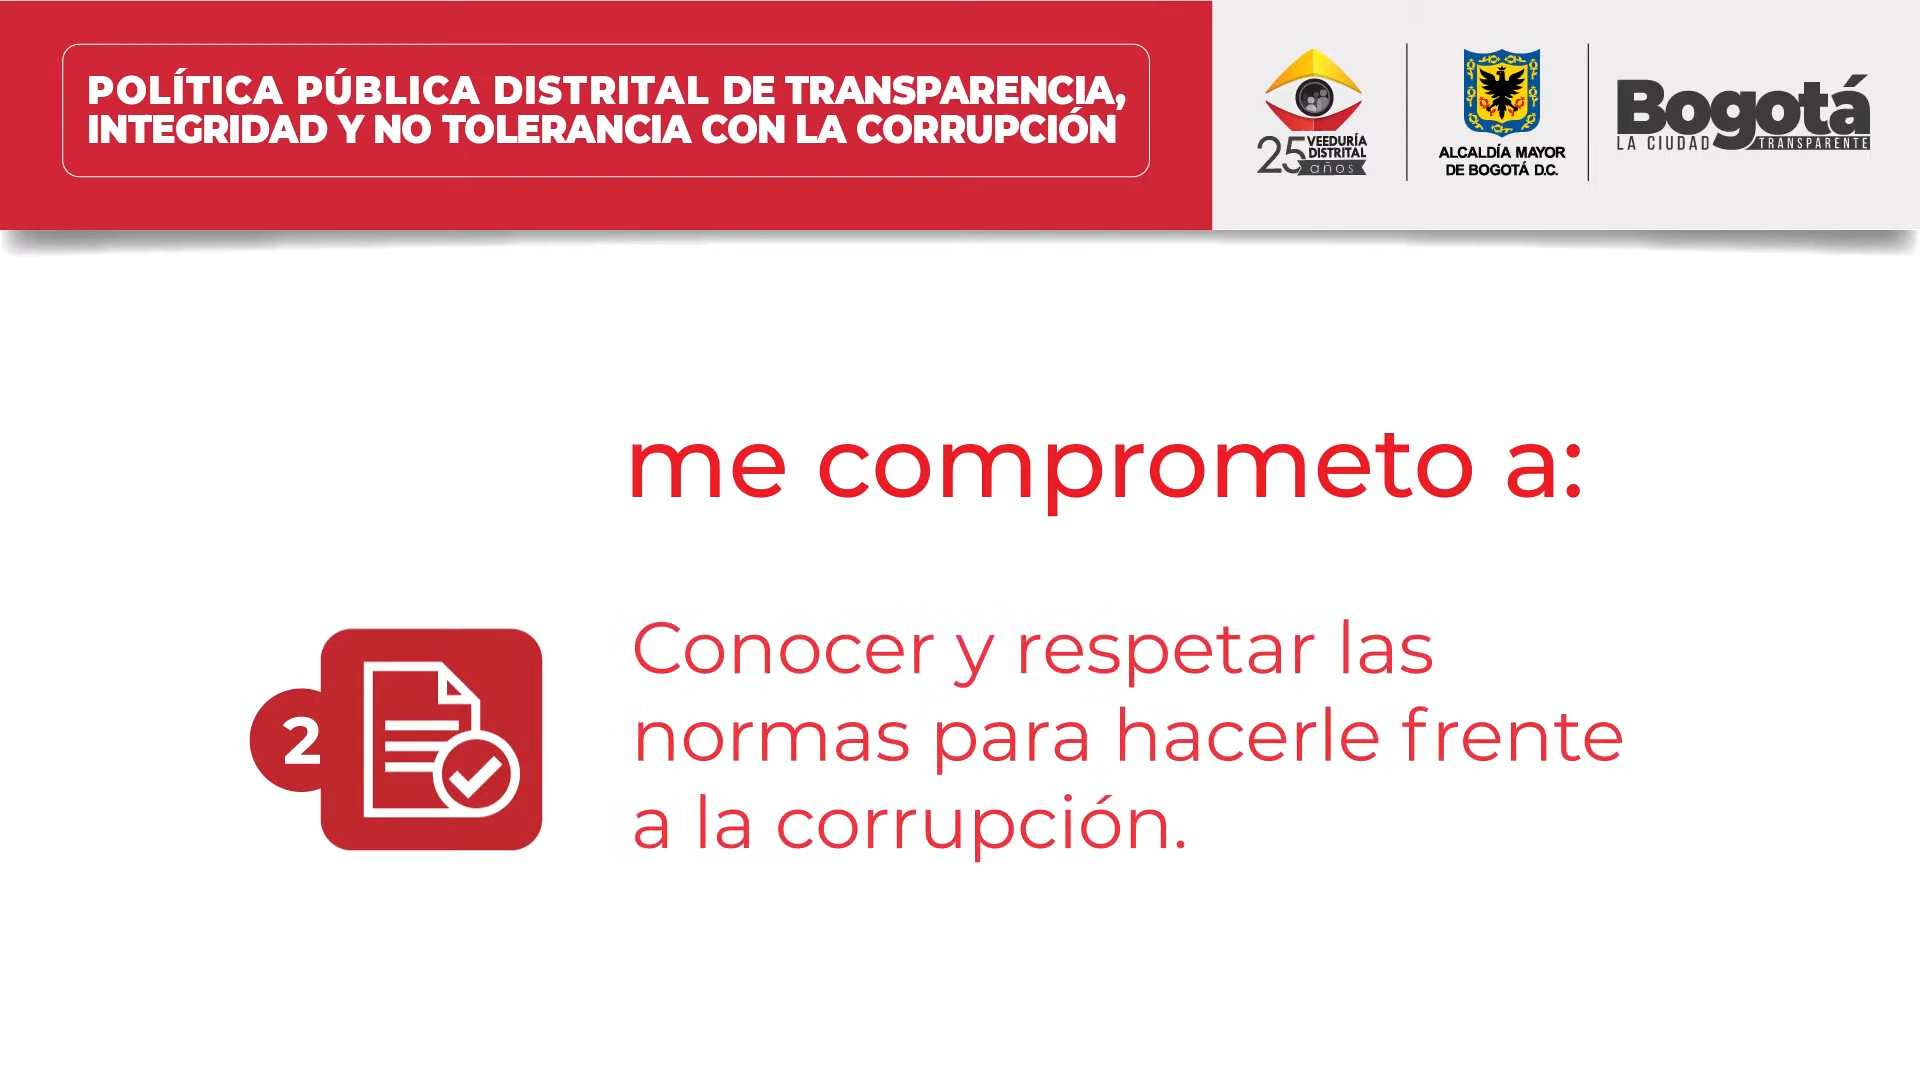 POLÍTICA PÚBLICA DISTRITAL DE TRANSPARENCIA,
INTEGRIDAD Y NO TOLERANCIA CON LA CORRUPCIÓN
25 VEEDURÍA
DISTRITAL
años
ALCALDÍA MAYOR
DE BOGOTÁ D.C.
Bogotá
LA CIUDAD TRANSPARENTE
me comprometo a:
2
Conocer y respetar las
normas para hacerle frente
a la corrupción.